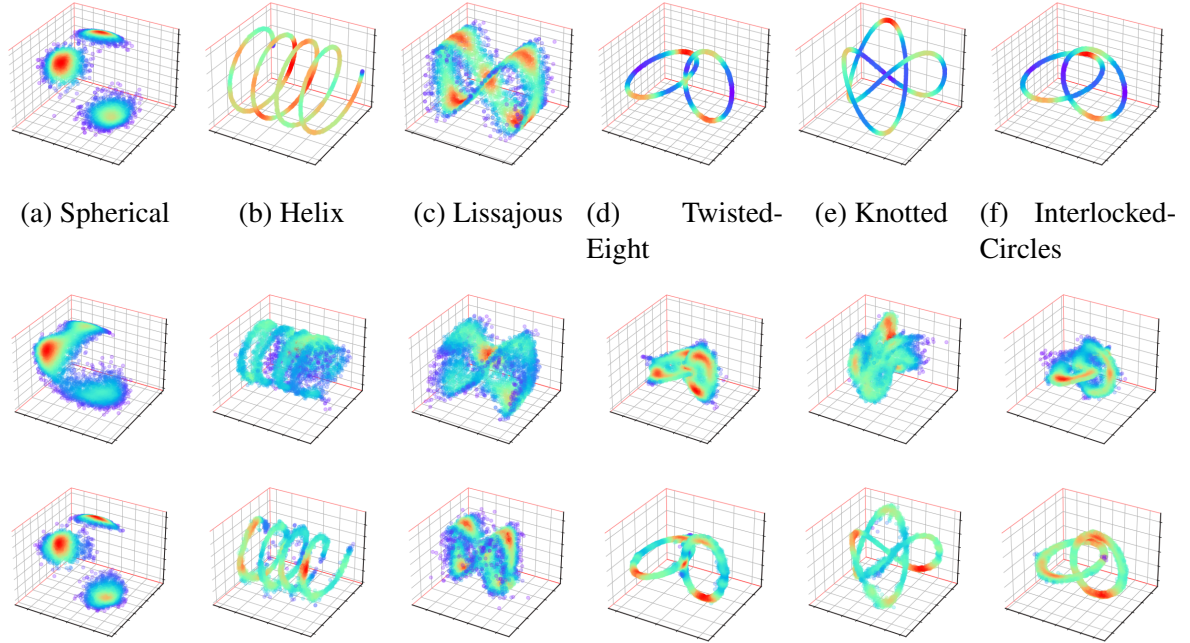 (a) Spherical
(b) Helix
(c) Lissajous
(d) Twisted-
Eight
(e) Knotted
(f) Interlocked-
Circles